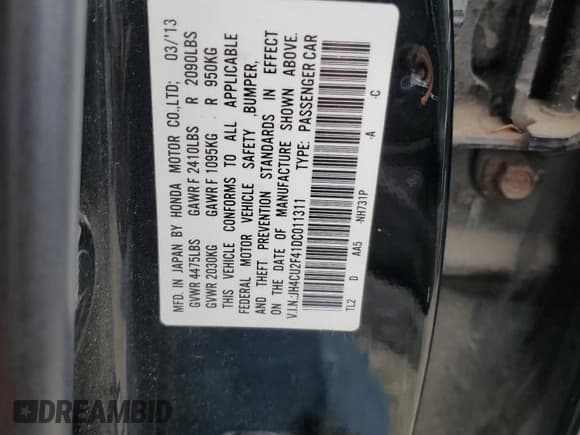 MFD. IN JAPAN BY HONDA MOTOR CO.,LTD; 03/'13
GVWR 4475LBS GAWR F 2410LBS R 2090LBS
GVWR 2030KG GAWR F 1095KG R 950KG
THIS VEHICLE CONFORMS TO ALL APPLICABLE
FEDERAL MOTOR VEHICLE SAFETY ,BUMPER,
AND THEFT PREVENTION STANDARDS IN EFFECT
ON THE DATE OF MANUFACTURE SHOWN ABOVE.
V.I.N.:JH4CU2F41DC011311 TYPE: PASSENGER CAR
TL2 D AA5 -NH731P -A -C
DREAMBID